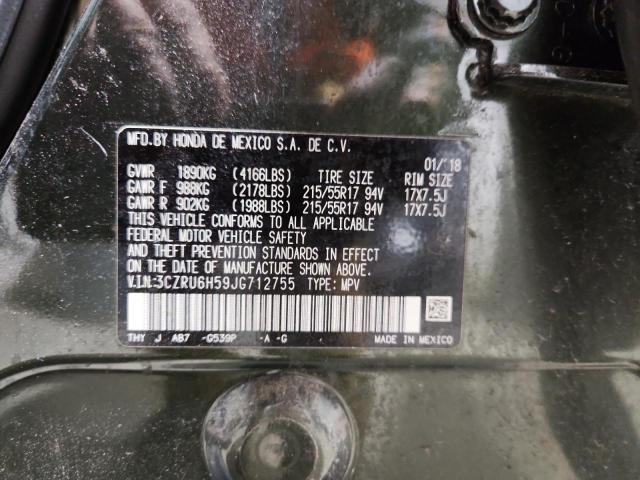 MFD.BY HONDA DE MEXICO S.A. DE C.V.
01/'18
GVWR 1890KG (4166LBS) TIRE SIZE RIM SIZE
GAWR F 988KG (2178LBS) 215/55R17 94V 17X7.5J
GAWR R 902KG (1988LBS) 215/55R17 94V 17X7.5J
THIS VEHICLE CONFORMS TO ALL APPLICABLE
FEDERAL MOTOR VEHICLE SAFETY
AND THEFT PREVENTION STANDARDS IN EFFECT
ON THE DATE OF MANUFACTURE SHOWN ABOVE.
V.I.N:3CZRU6H59JG712755 TYPE: MPV
THY J AB7 -G539P -A -G MADE IN MEXICO